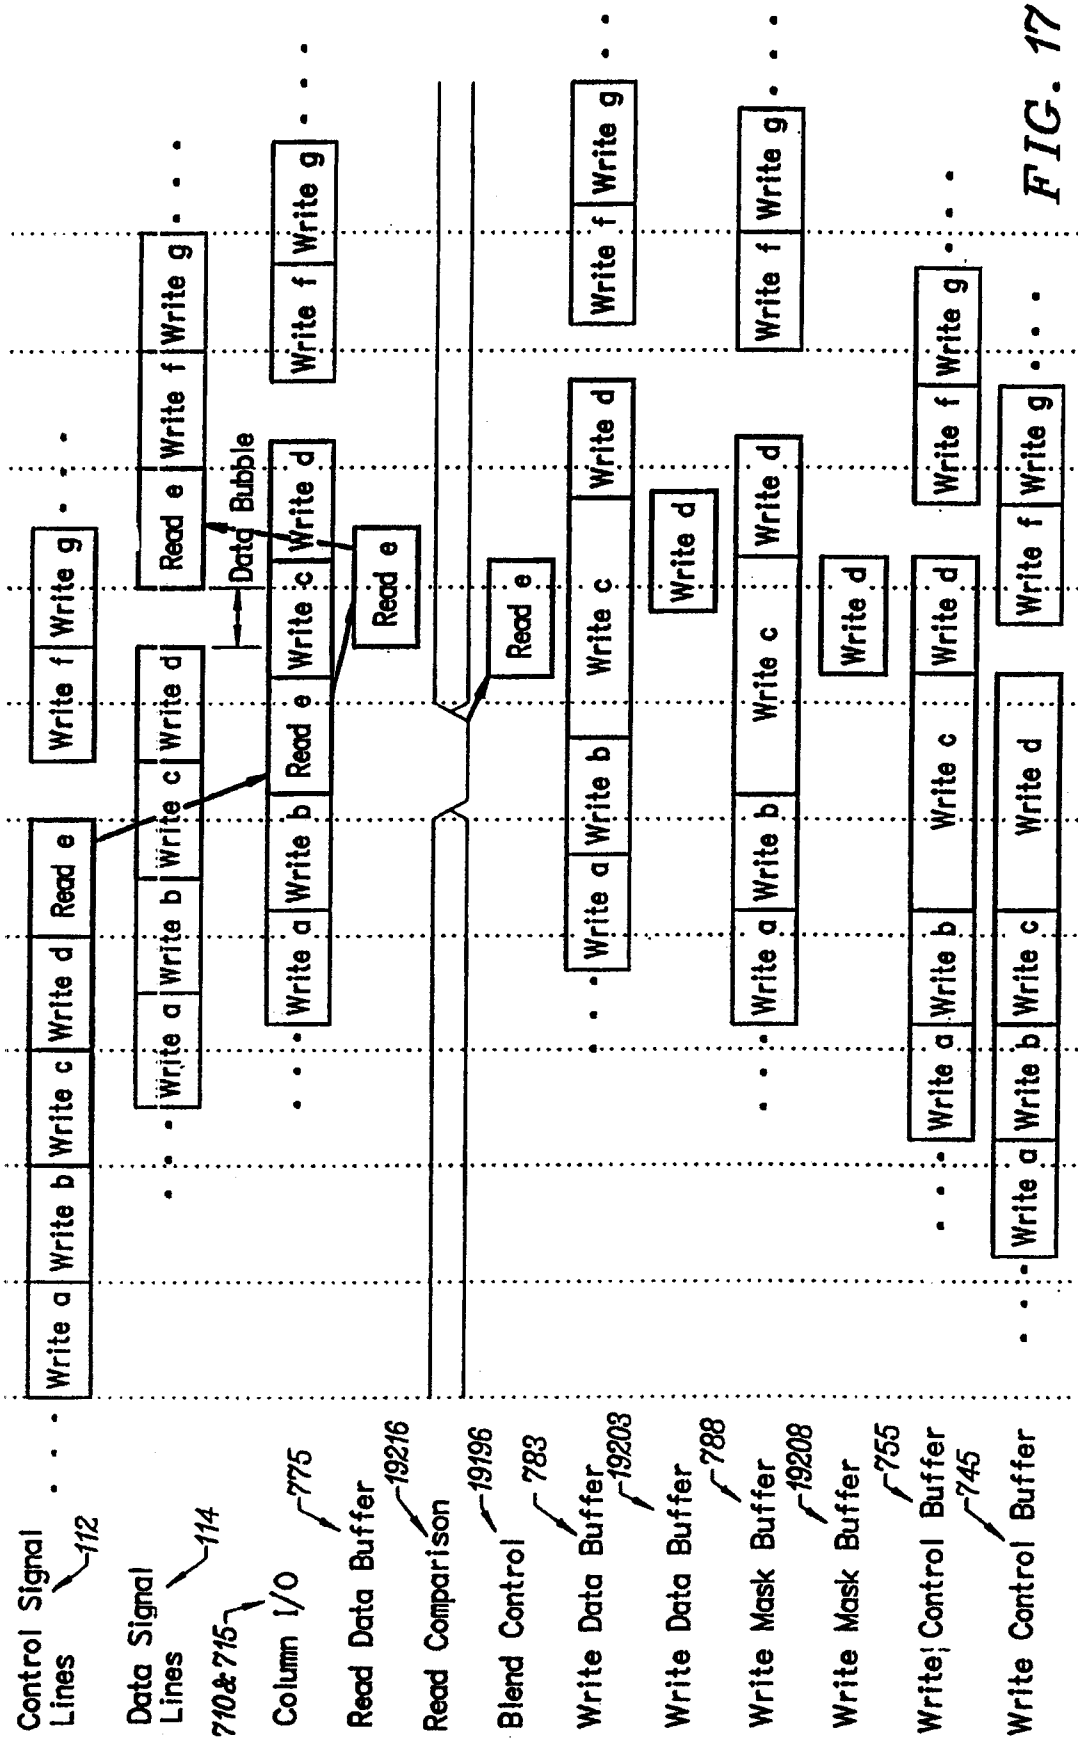 Control Signal
Lines
112
. . .
Write a
Write b
Write c
Write d
Read e
Write f
Write g
. . .
Data Signal
Lines
114
. . .
Write a
Write b
Write c
Write d
Read e
Write f
Write g
. . .
Data Bubble
710&715
Column I/O
. . .
Write a
Write b
Read e
Write c
Write d
Write f
Write g
. . .
775
Read Data Buffer
Read e
19216
Read Comparison
19196
Blend Control
Read e
783
Write Data Buffer
. . .
Write a
Write b
Write c
Write d
Write f
Write g
. . .
19203
Write Data Buffer
Write d
788
Write Mask Buffer
. . .
Write a
Write b
Write c
Write d
Write f
Write g
. . .
19208
Write Mask Buffer
Write d
755
Write Control Buffer
. . .
Write a
Write b
Write c
Write d
Write f
Write g
. . .
745
Write Control Buffer
. . .
Write a
Write b
Write c
Write d
Write f
Write g
. . .
FIG. 17